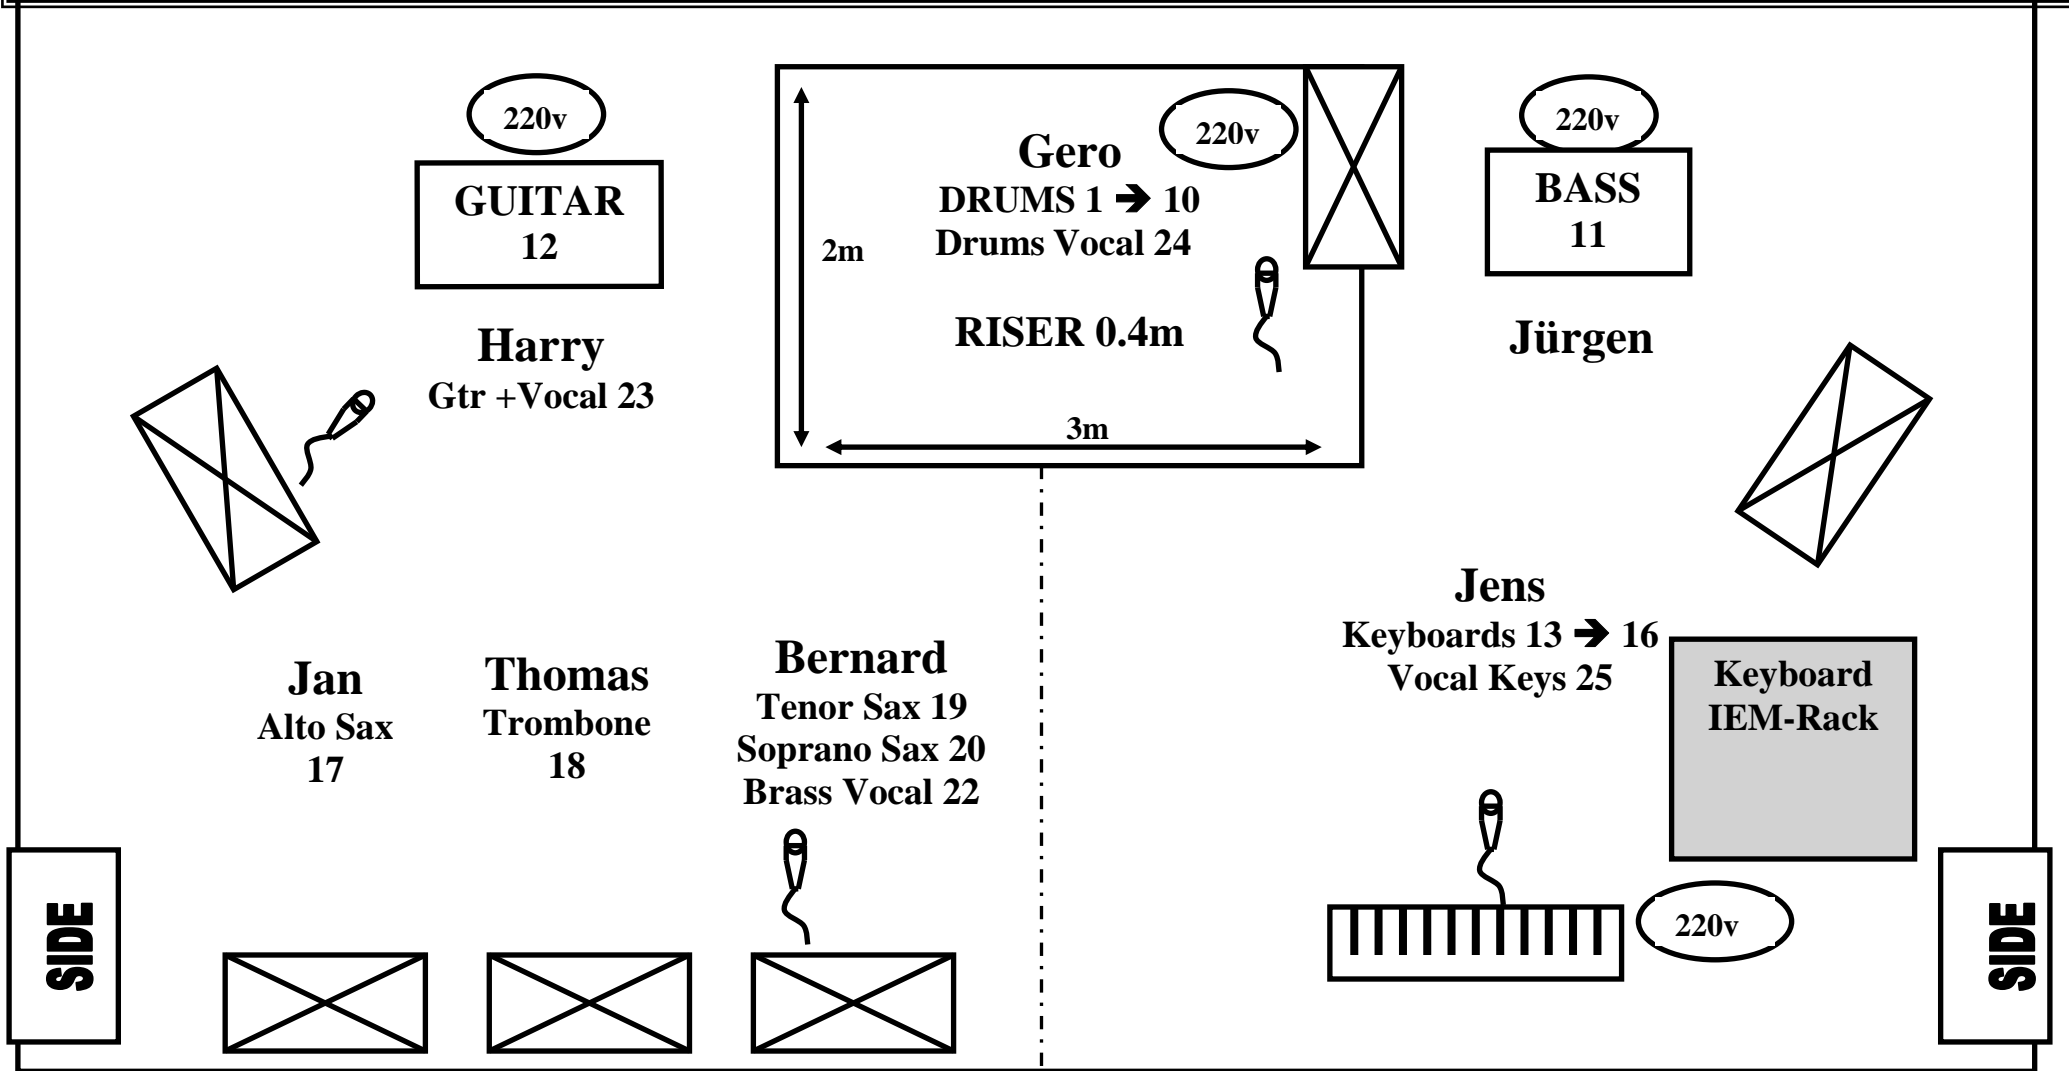 220v
GUITAR
12
Harry
Gtr +Vocal 23
2m
Gero
DRUMS 1 ➔ 10
Drums Vocal 24
220v
RISER 0.4m
3m
220v
BASS
11
Jürgen
Jan
Alto Sax
17
Thomas
Trombone
18
Bernard
Tenor Sax 19
Soprano Sax 20
Brass Vocal 22
Jens
Keyboards 13 ➔ 16
Vocal Keys 25
Keyboard
IEM-Rack
220v
SIDE
SIDE